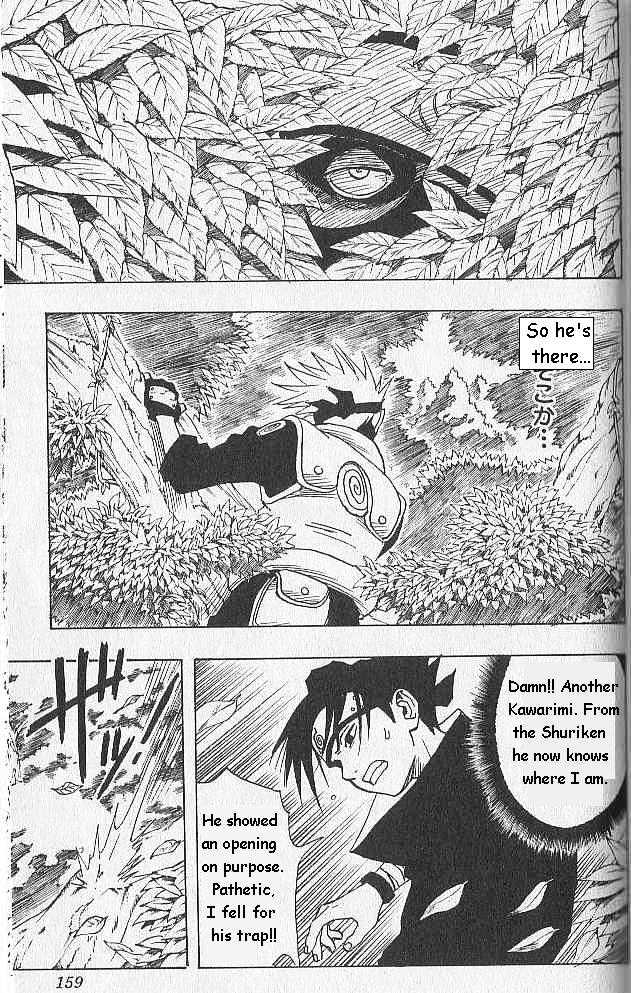 So he's
there...
そこか…
Damn!! Another
Kawarimi. From
the Shuriken
he now knows
where I am.
He showed
an opening
on purpose.
Pathetic,
I fell for
his trap!!
159